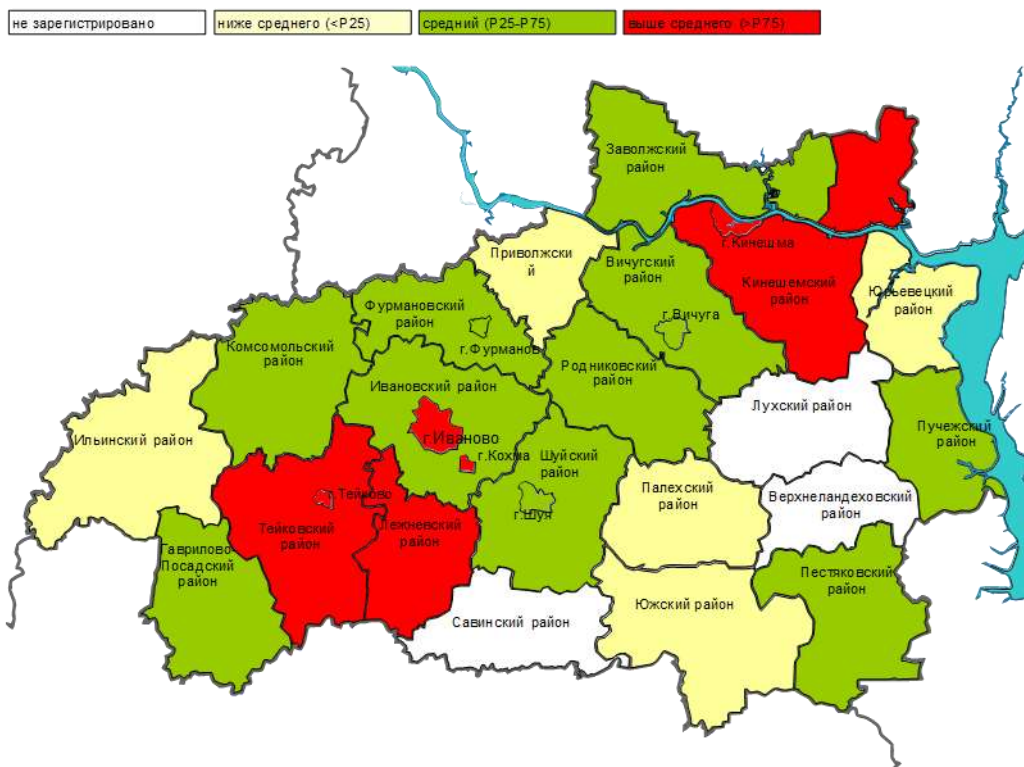 не зарегистрировано
ниже среднего (<P25)
средний (P25-P75)
выше среднего (>P75)
Заволжский
район
г.Кинешма
Приволжск
ий
Вичугский
район
Кинешемский
район
Юрьевецкий
район
Фурмановский
район
г.Вичуга
г.Фурманов
Комсомольский
район
Родниковский
район
Ивановский район
Лухский район
Ильинский район
г.Иваново
г.Кохма
Шуйский
район
Пучежский
район
Палехский
район
Верхнеландеховский
район
г.Тейково
г.Шуя
Тейковский
район
Лежневский
район
Гаврилово-
Посадский
район
Пестяковский
район
Савинский район
Южский район